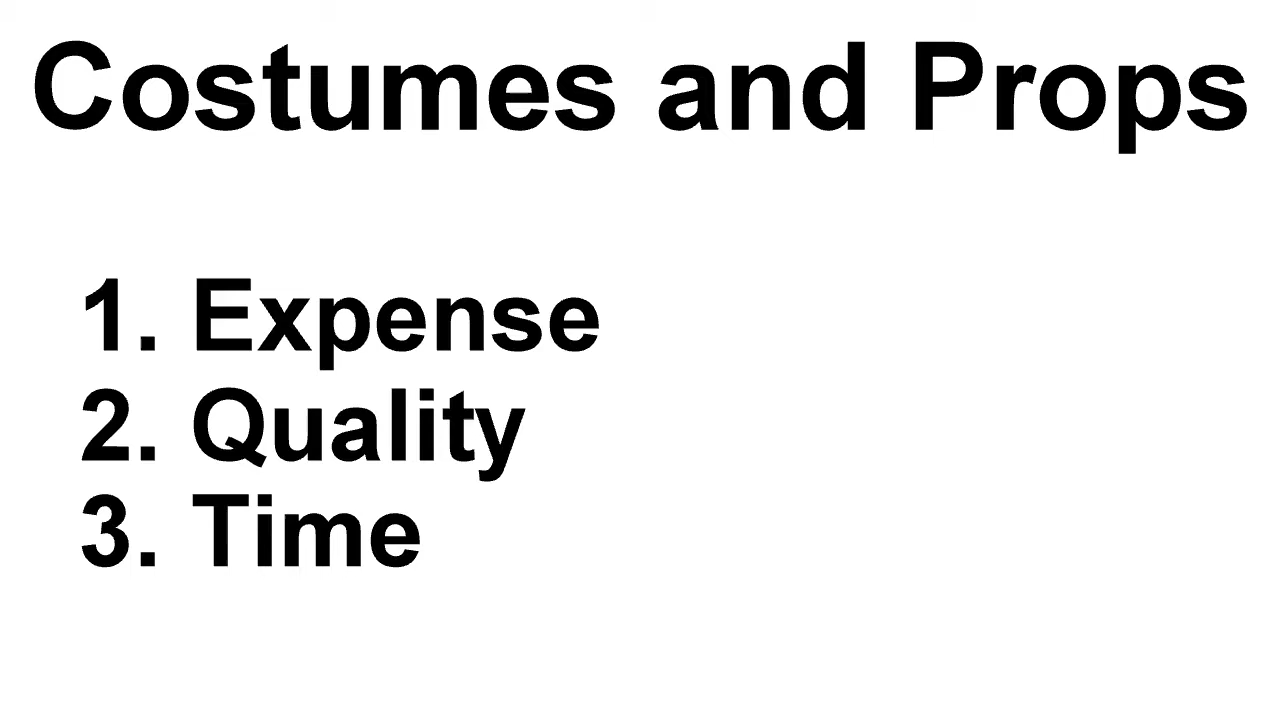 Costumes and Props
1. Expense
2. Quality
3. Time